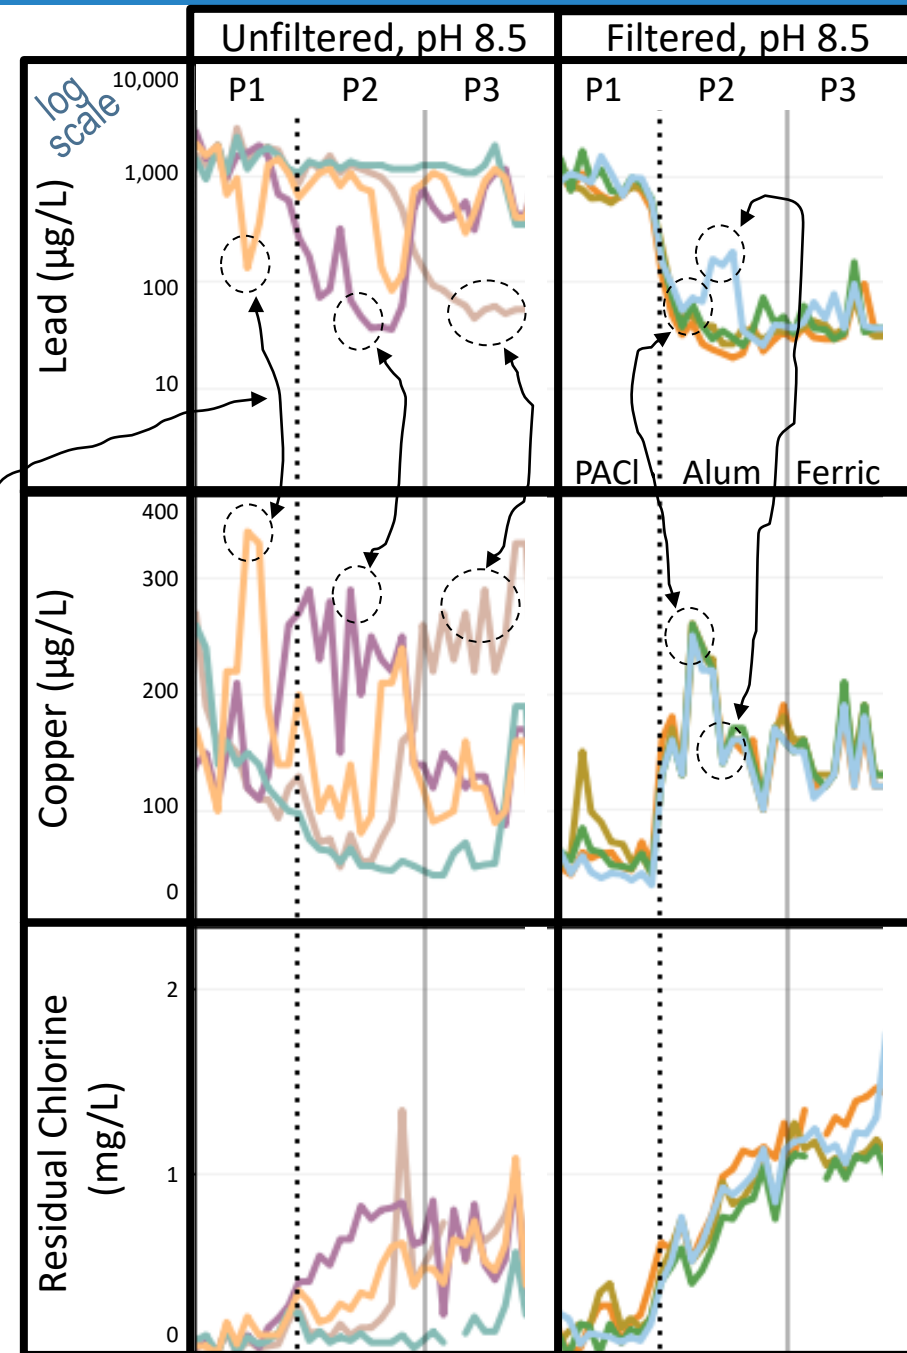 Unfiltered, pH 8.5
Filtered, pH 8.5
log
scale
P1
P2
P3
P1
P2
P3
Lead (µg/L)
10,000
1,000
100
10
PACl
Alum
Ferric
Copper (µg/L)
400
300
200
100
0
Residual Chlorine
(mg/L)
2
1
0